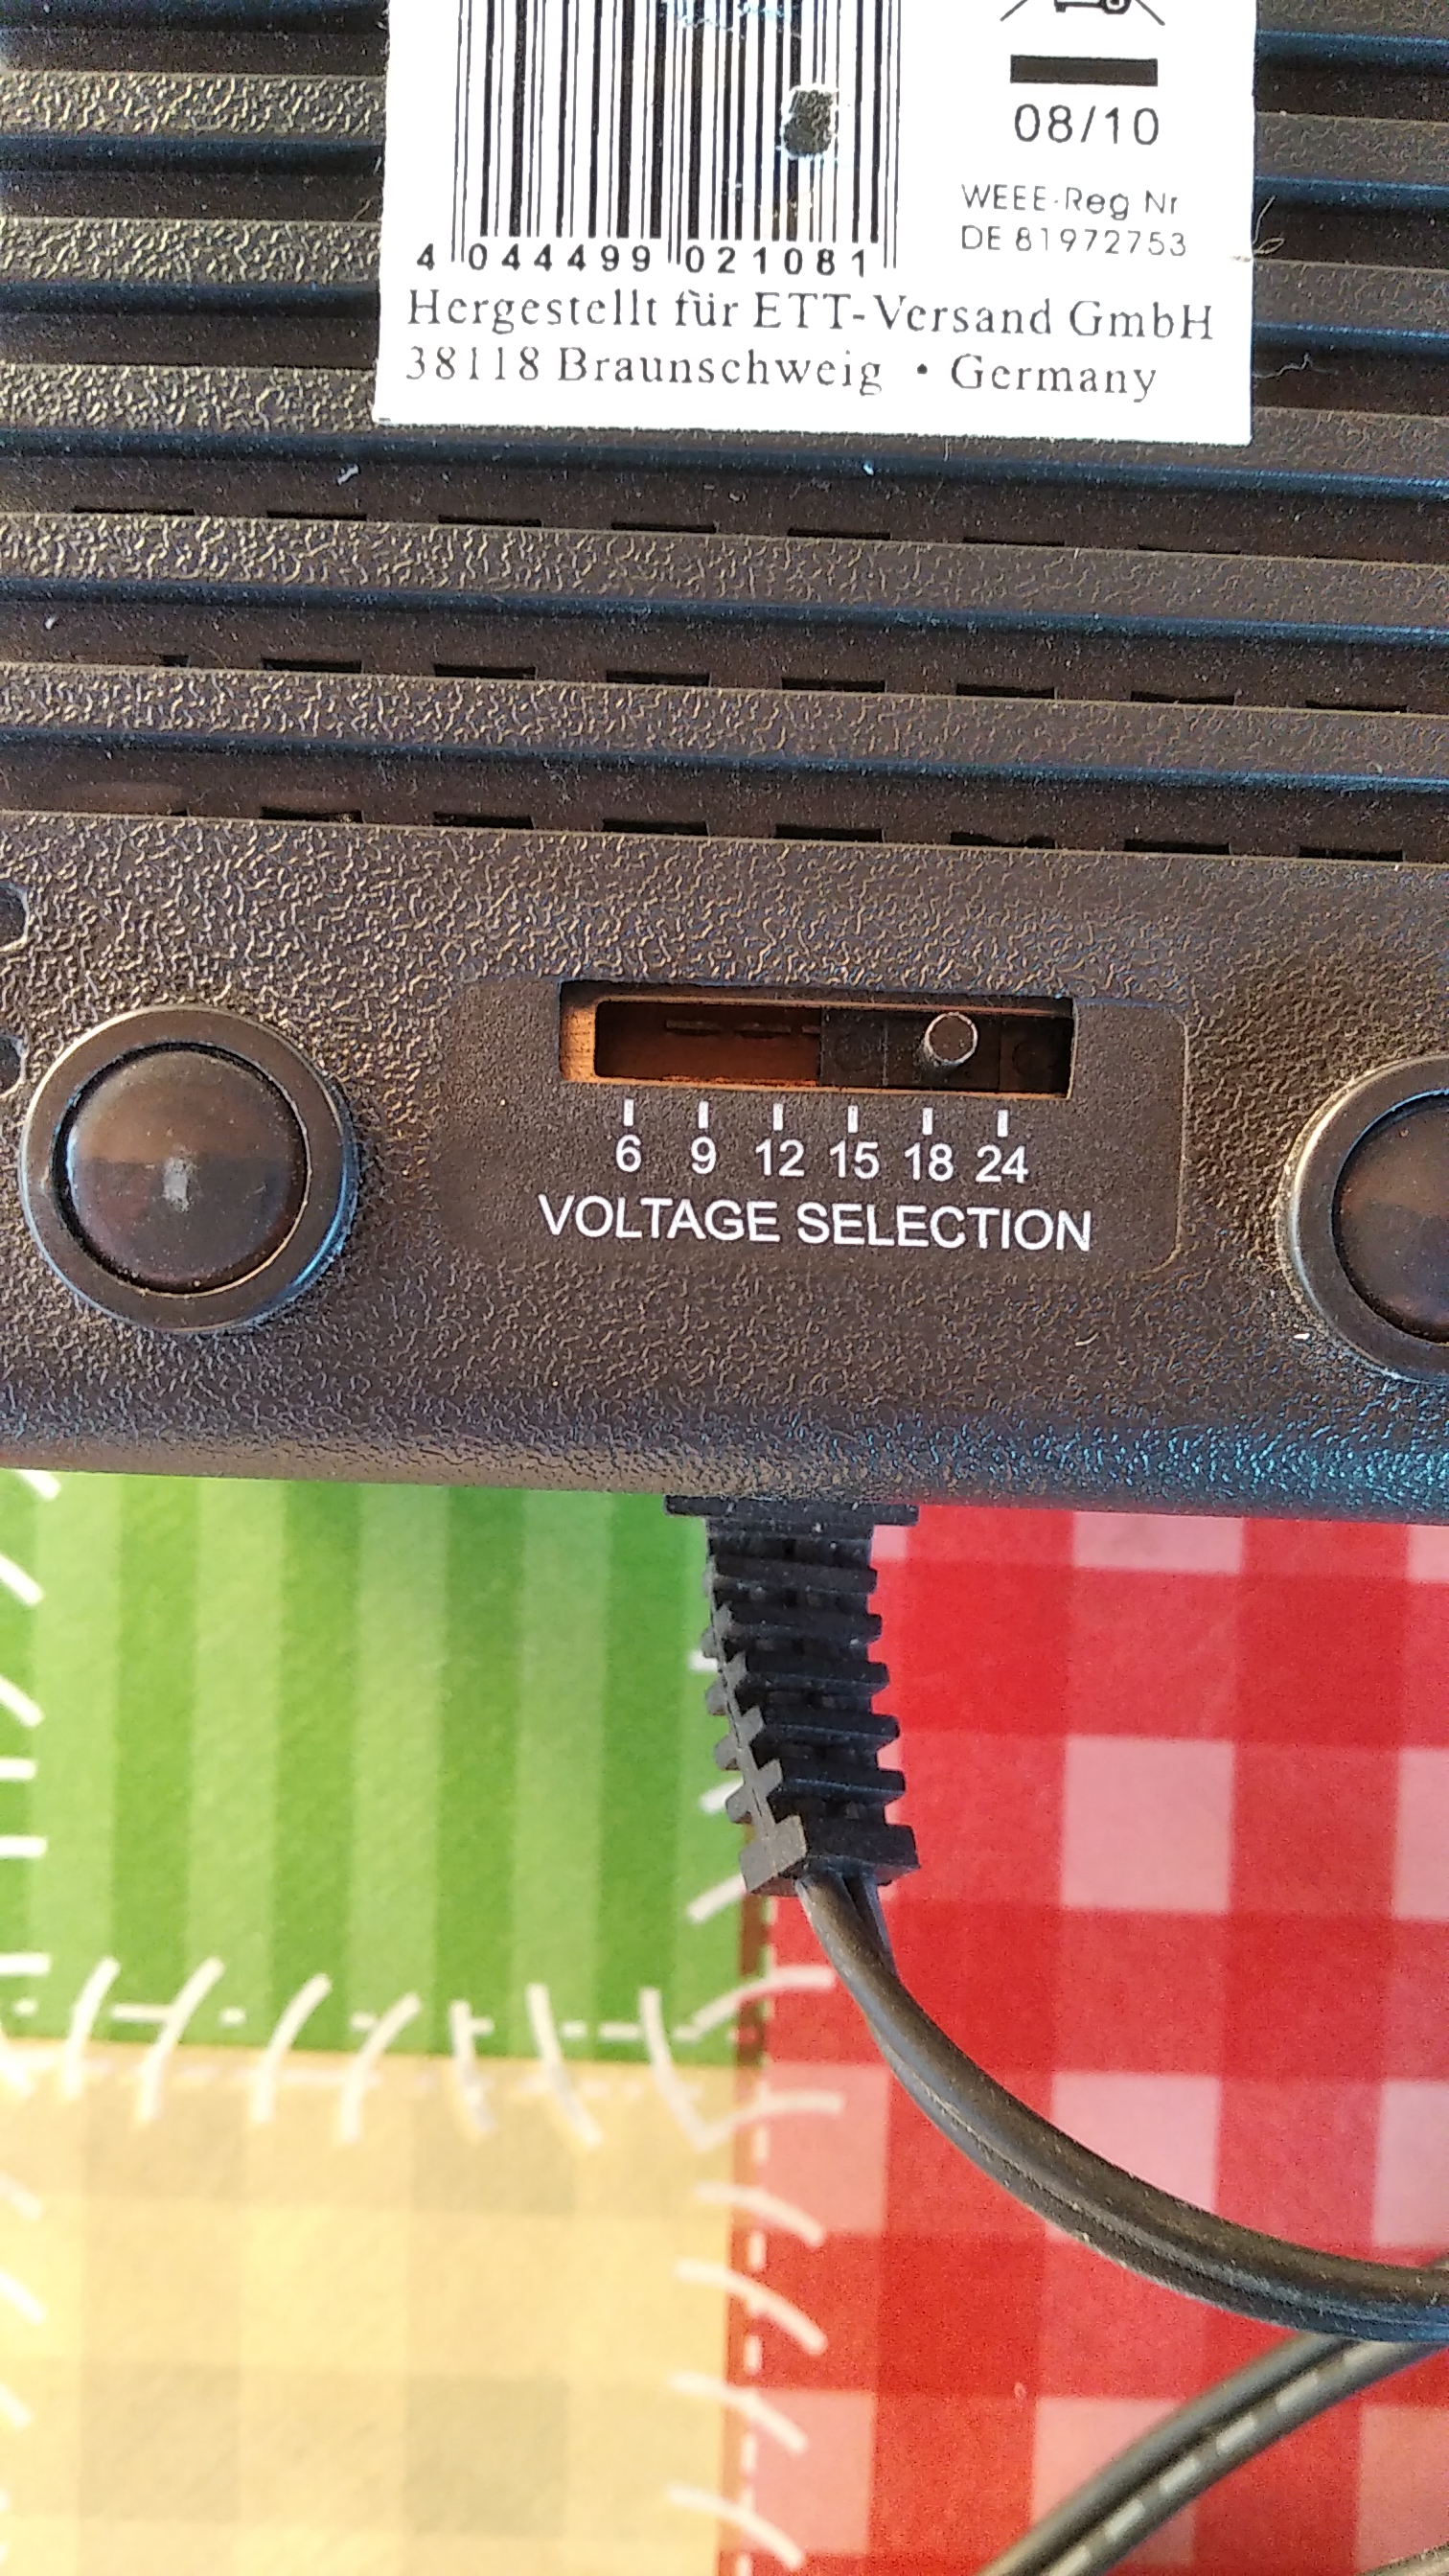 08/10
WEEE-Reg Nr
DE 81972753
4 044499 021081
Hergestellt für ETT-Versand GmbH
38118 Braunschweig • Germany
6 9 12 15 18 24
VOLTAGE SELECTION